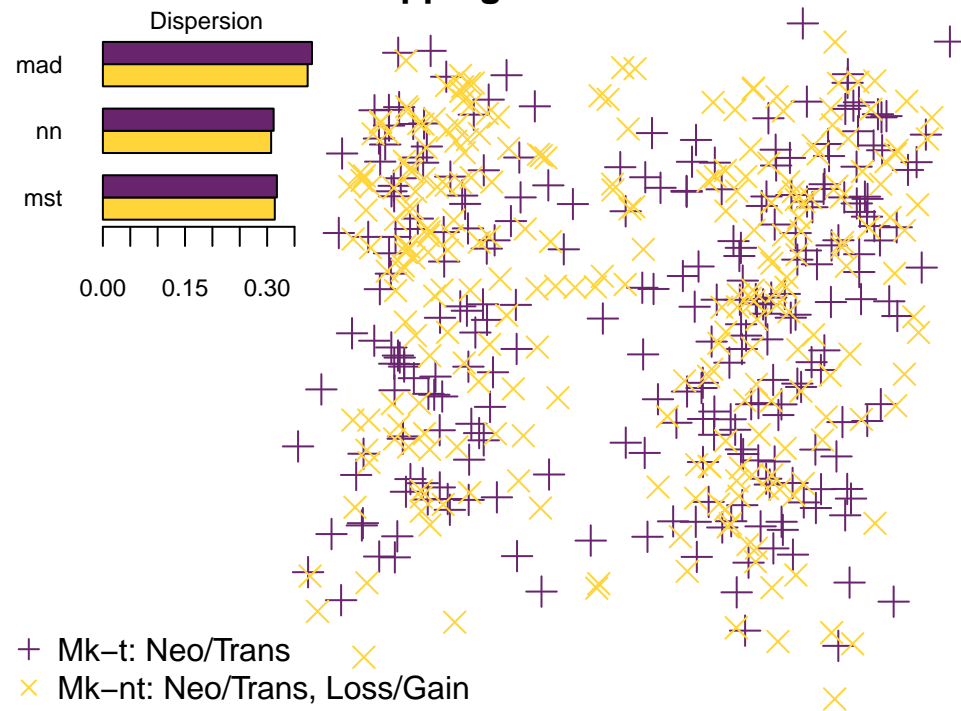 Dispersion
mad
nn
mst
0.00 0.15 0.30
Mk−t: Neo/Trans
Mk−nt: Neo/Trans, Loss/Gain